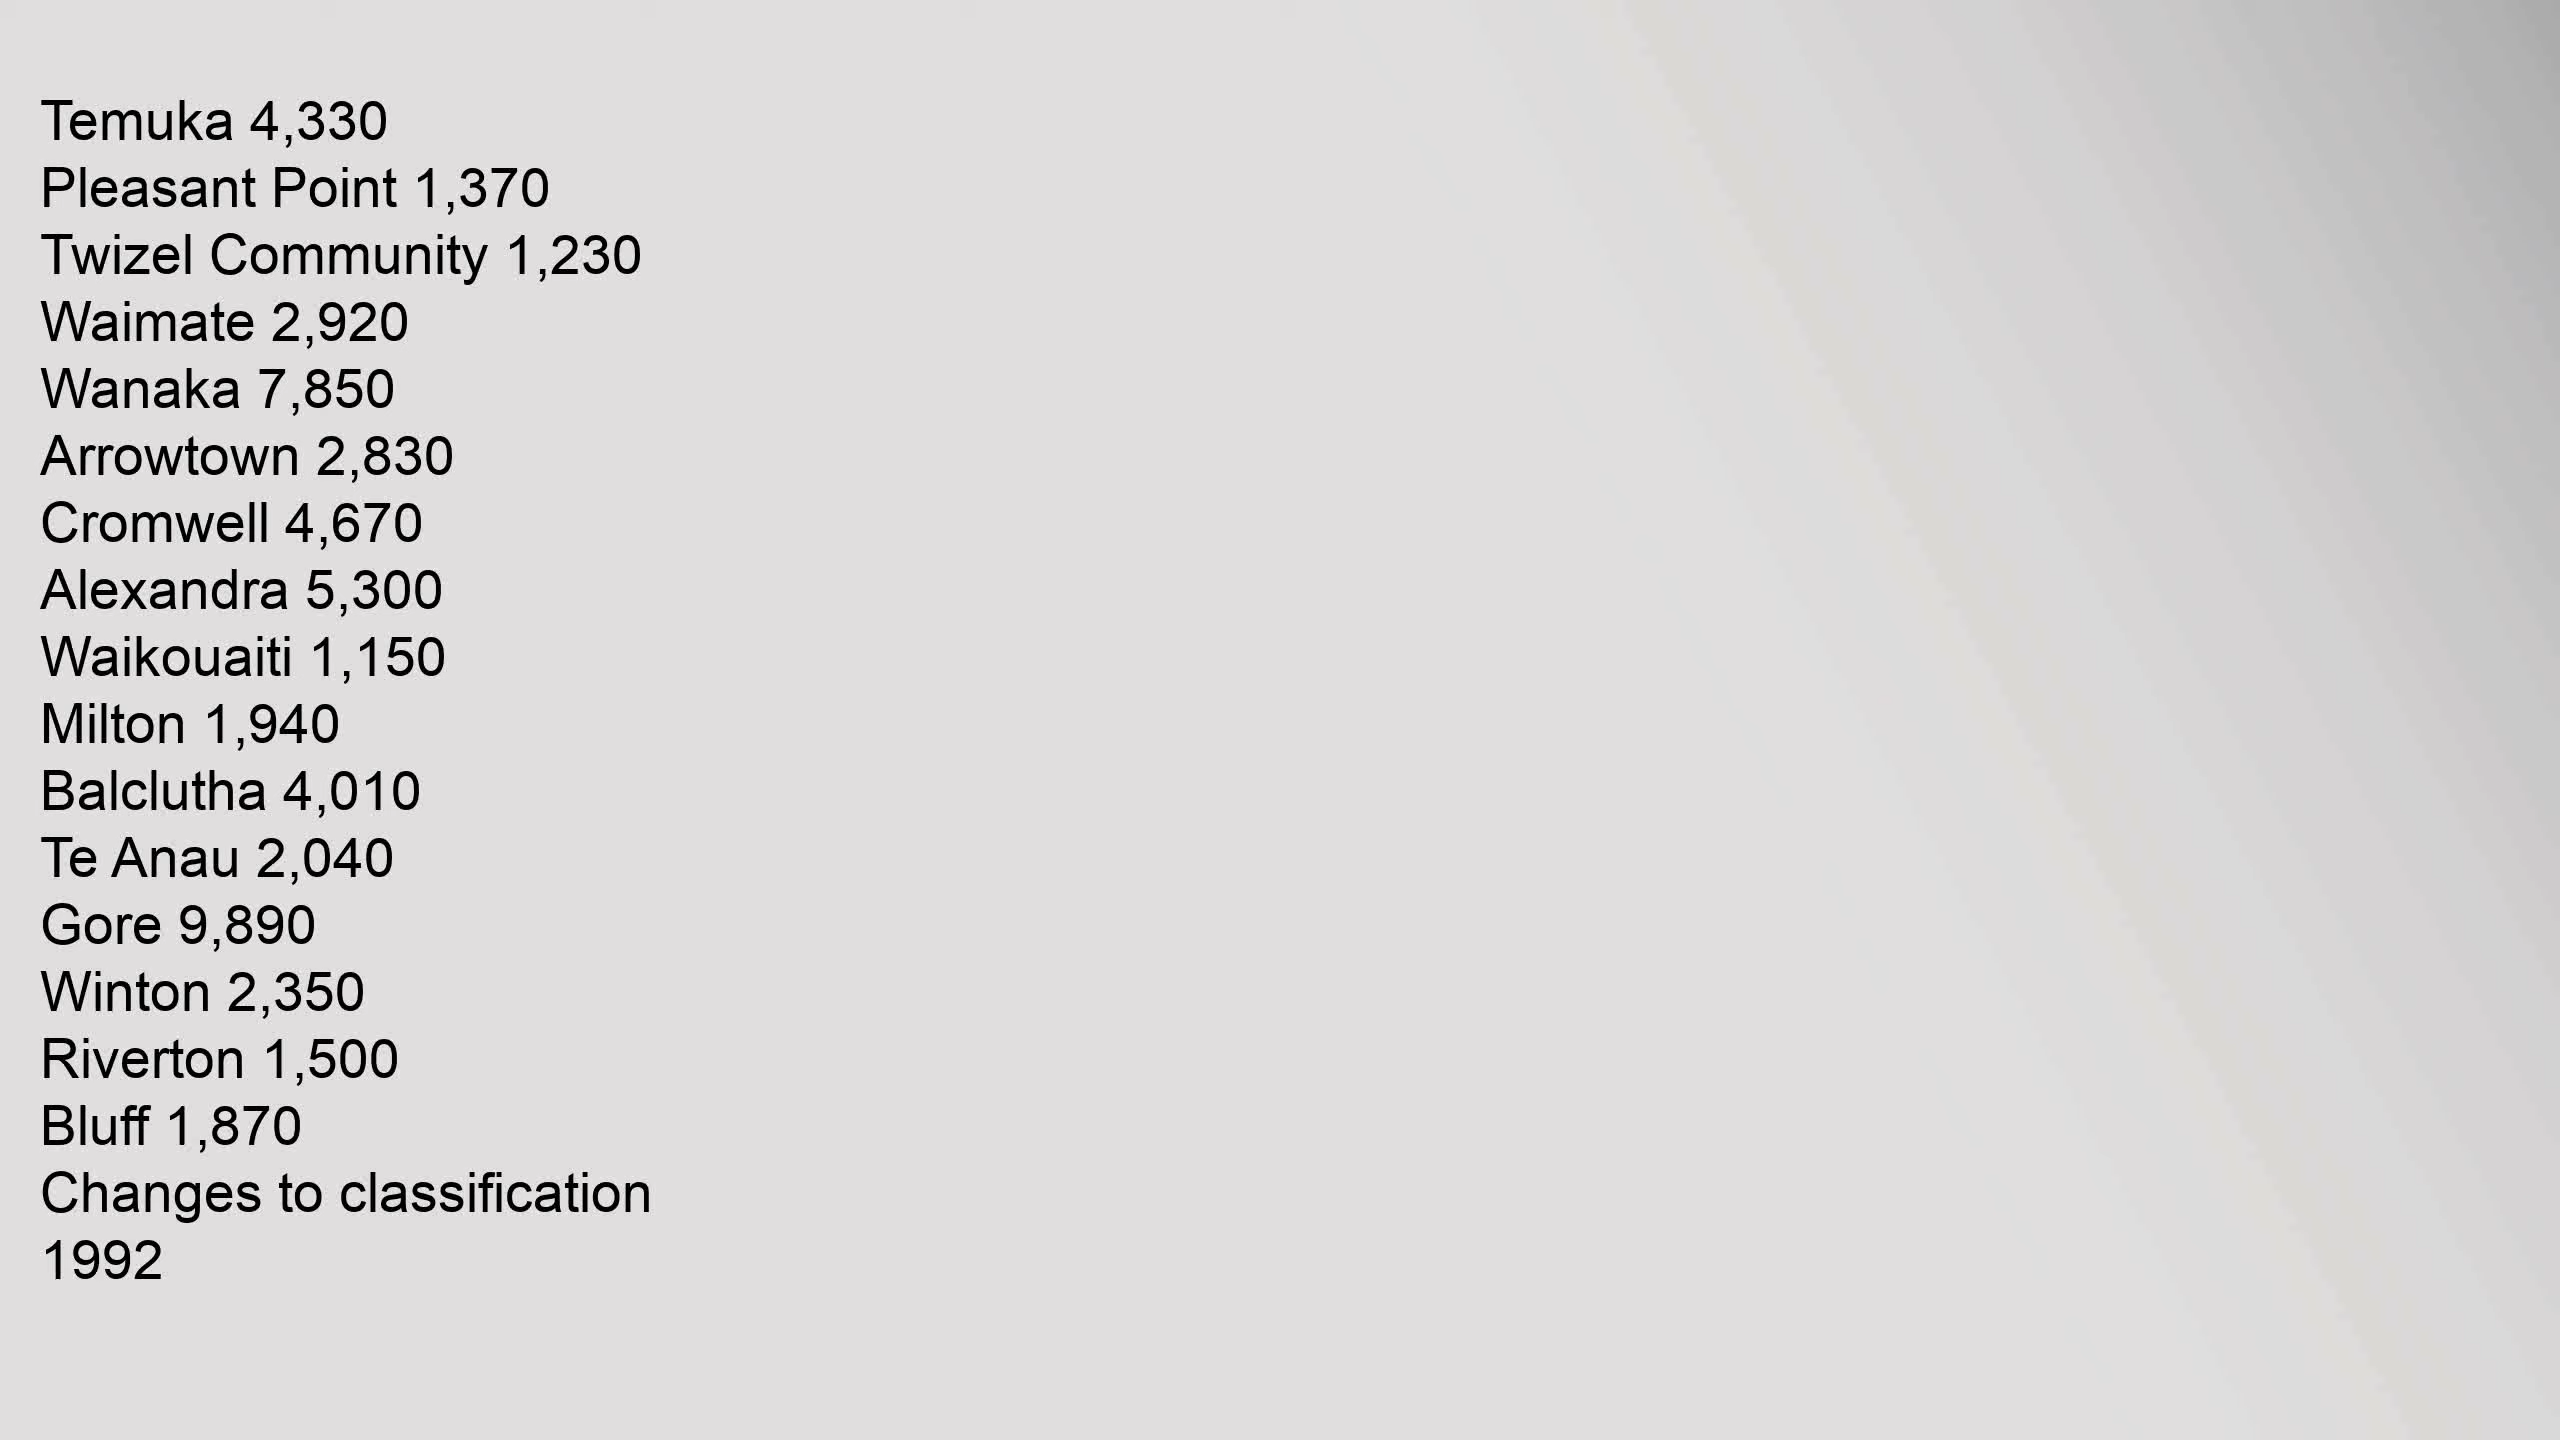 Temuka 4,330
Pleasant Point 1,370
Twizel Community 1,230
Waimate 2,920
Wanaka 7,850
Arrowtown 2,830
Cromwell 4,670
Alexandra 5,300
Waikouaiti 1,150
Milton 1,940
Balclutha 4,010
Te Anau 2,040
Gore 9,890
Winton 2,350
Riverton 1,500
Bluff 1,870
Changes to classification
1992